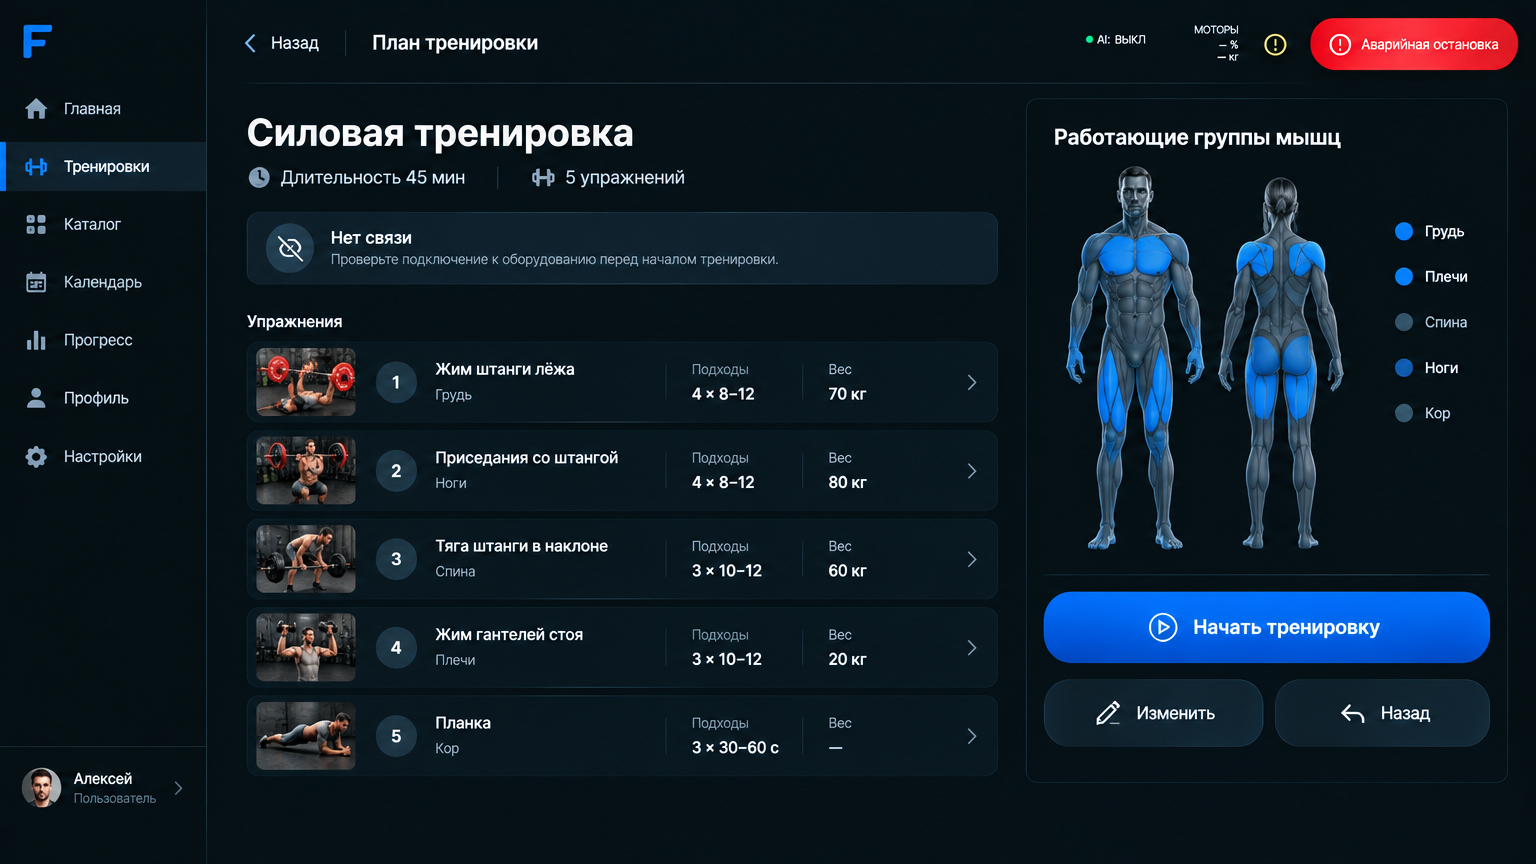 F
Главная
Тренировки
Каталог
Календарь
Прогресс
Профиль
Настройки
Алексей
Пользователь
Назад
План тренировки
AI: ВЫКЛ
МОТОРЫ
– %
– кг
Аварийная остановка
Силовая тренировка
Длительность 45 мин
5 упражнений
Нет связи
Проверьте подключение к оборудованию перед началом тренировки.
Упражнения
1
Жим штанги лёжа
Грудь
Подходы
4 × 8–12
Вес
70 кг
2
Приседания со штангой
Ноги
Подходы
4 × 8–12
Вес
80 кг
3
Тяга штанги в наклоне
Спина
Подходы
3 × 10–12
Вес
60 кг
4
Жим гантелей стоя
Плечи
Подходы
3 × 10–12
Вес
20 кг
5
Планка
Кор
Подходы
3 × 30–60 с
Вес
—
Работающие группы мышц
Грудь
Плечи
Спина
Ноги
Кор
Начать тренировку
Изменить
Назад